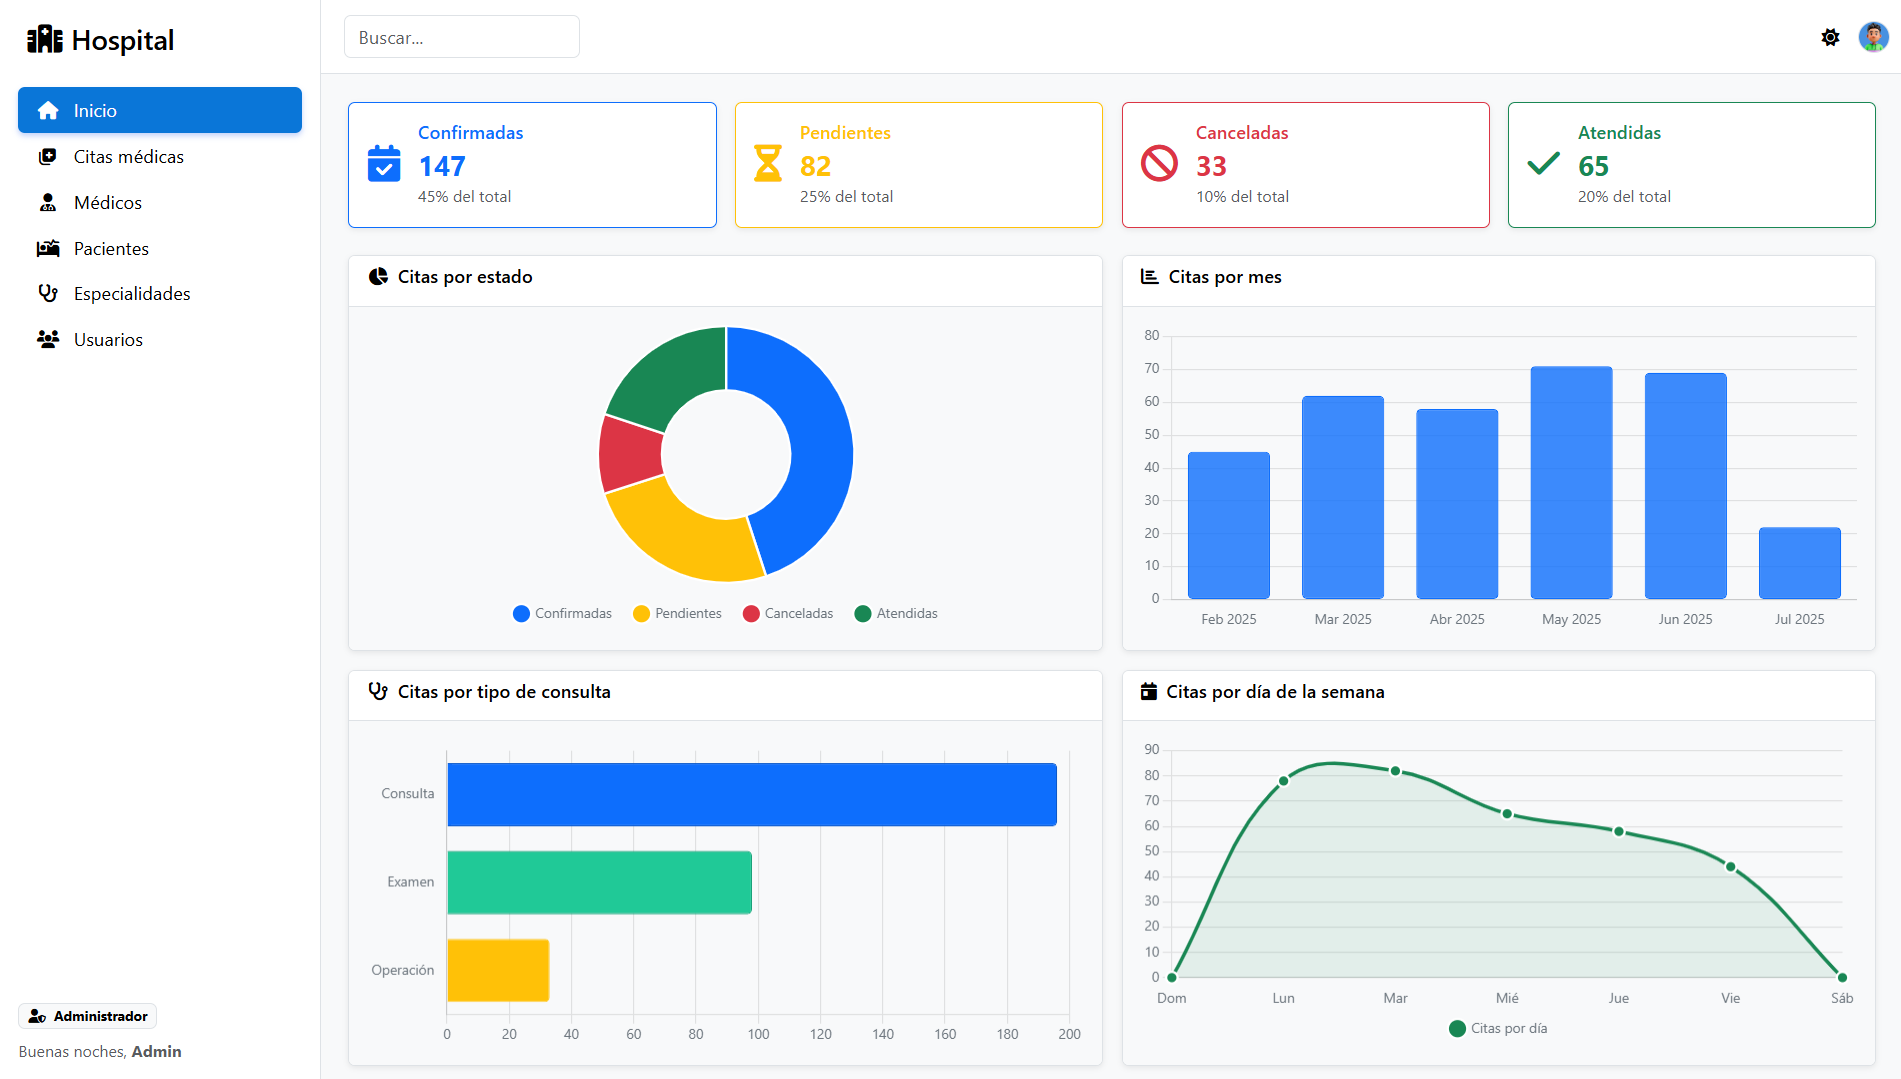 Hospital
Buscar...
Inicio
Citas médicas
Médicos
Pacientes
Especialidades
Usuarios
Administrador
Buenas noches, Admin
Confirmadas
147
45% del total
Pendientes
82
25% del total
Canceladas
33
10% del total
Atendidas
65
20% del total
Citas por estado
Confirmadas Pendientes Canceladas Atendidas
Citas por mes
80
70
60
50
40
30
20
10
0
Feb 2025 Mar 2025 Abr 2025 May 2025 Jun 2025 Jul 2025
Citas por tipo de consulta
Consulta
Examen
Operación
0 20 40 60 80 100 120 140 160 180 200
Citas por día de la semana
90
80
70
60
50
40
30
20
10
0
Dom Lun Mar Mié Jue Vie Sáb
Citas por día